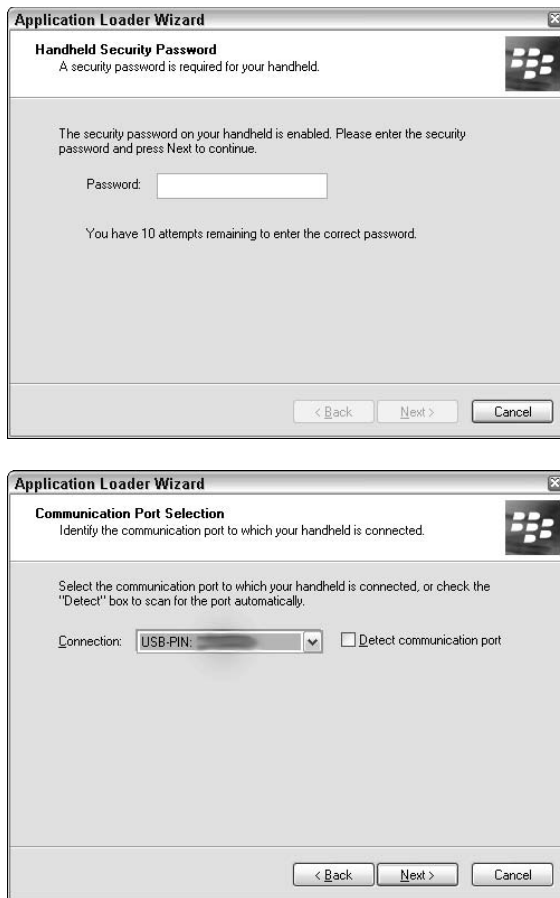 Application Loader Wizard
Handheld Security Password
A security password is required for your handheld.
The security password on your handheld is enabled. Please enter the security
password and press Next to continue.
Password:
You have 10 attempts remaining to enter the correct password.
< Back
Next >
Cancel
Application Loader Wizard
Communication Port Selection
Identify the communication port to which your handheld is connected.
Select the communication port to which your handheld is connected, or check the
"Detect" box to scan for the port automatically.
Connection: USB-PIN: Detect communication port
< Back
Next >
Cancel